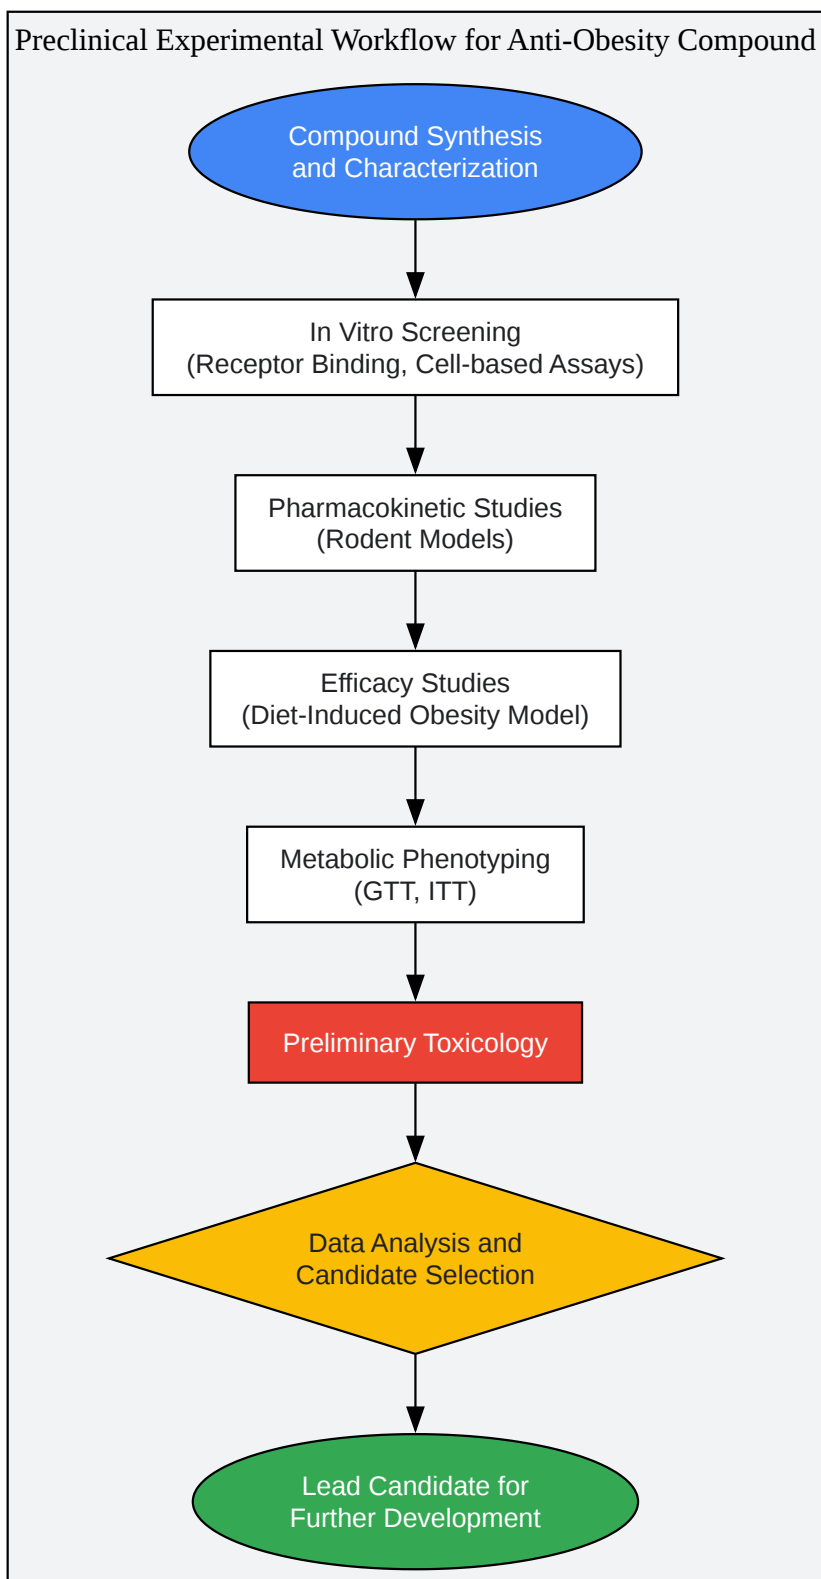 Preclinical Experimental Workflow for Anti-Obesity Compound
Compound Synthesis
and Characterization
In Vitro Screening
(Receptor Binding, Cell-based Assays)
Pharmacokinetic Studies
(Rodent Models)
Efficacy Studies
(Diet-Induced Obesity Model)
Metabolic Phenotyping
(GTT, ITT)
Preliminary Toxicology
Data Analysis and
Candidate Selection
Lead Candidate for
Further Development